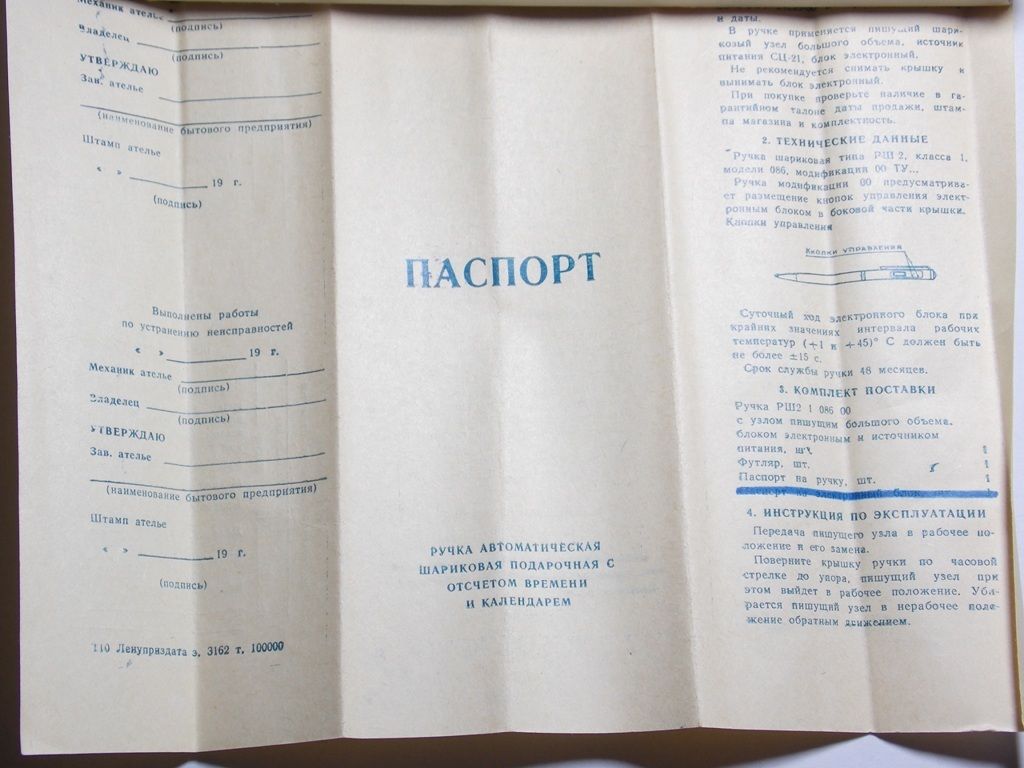 Механик ателье
(подпись)
Владелец
(подпись)
УТВЕРЖДАЮ
Зав. ателье
(наименование бытового предприятия)
Штамп ателье
« » 19 г.
(подпись)
Выполнены работы
по устранению неисправностей
« » 19 г.
Механик ателье
(подпись)
Владелец
(подпись)
УТВЕРЖДАЮ
Зав. ателье
(наименование бытового предприятия)
Штамп ателье
« » 19 г.
(подпись)
110 Ленуприздата з. 3162 т. 100000
ПАСПОРТ
РУЧКА АВТОМАТИЧЕСКАЯ
ШАРИКОВАЯ ПОДАРОЧНАЯ С
ОТСЧЕТОМ ВРЕМЕНИ
И КАЛЕНДАРЕМ
и даты.
В ручке применяется пишущий шари-
ковый узел большого объема, источник
питания СЦ-21, блок электронный.
Не рекомендуется снимать крышку и
вынимать блок электронный.
При покупке проверьте наличие в га-
рантийном талоне даты продажи, штам-
па магазина и комплектность.
2. ТЕХНИЧЕСКИЕ ДАННЫЕ
Ручка шариковая типа РШ 2, класса 1,
модели 086, модификации 00 ТУ...
Ручка модификации 00 предусматрива-
ет размещение кнопок управления элект-
ронным блоком в боковой части крышки.
Кнопки управления
Кнопки управления
Суточный ход электронного блока при
крайних значениях интервала рабочих
температур (+1 и +45)° С должен быть
не более ±15 с.
Срок службы ручки 48 месяцев.
3. КОМПЛЕКТ ПОСТАВКИ
Ручка РШ2 1 086 00
с узлом пишущим большого объема,
блоком электронным и источником
питания, шт. 1
Футляр, шт. 1
Паспорт на ручку, шт. 1
4. ИНСТРУКЦИЯ ПО ЭКСПЛУАТАЦИИ
Передача пишущего узла в рабочее по-
ложение и его замена.
Поверните крышку ручки по часовой
стрелке до упора, пишущий узел при
этом выйдет в рабочее положение. Уби-
рается пишущий узел в нерабочее поло-
жение обратным движением.